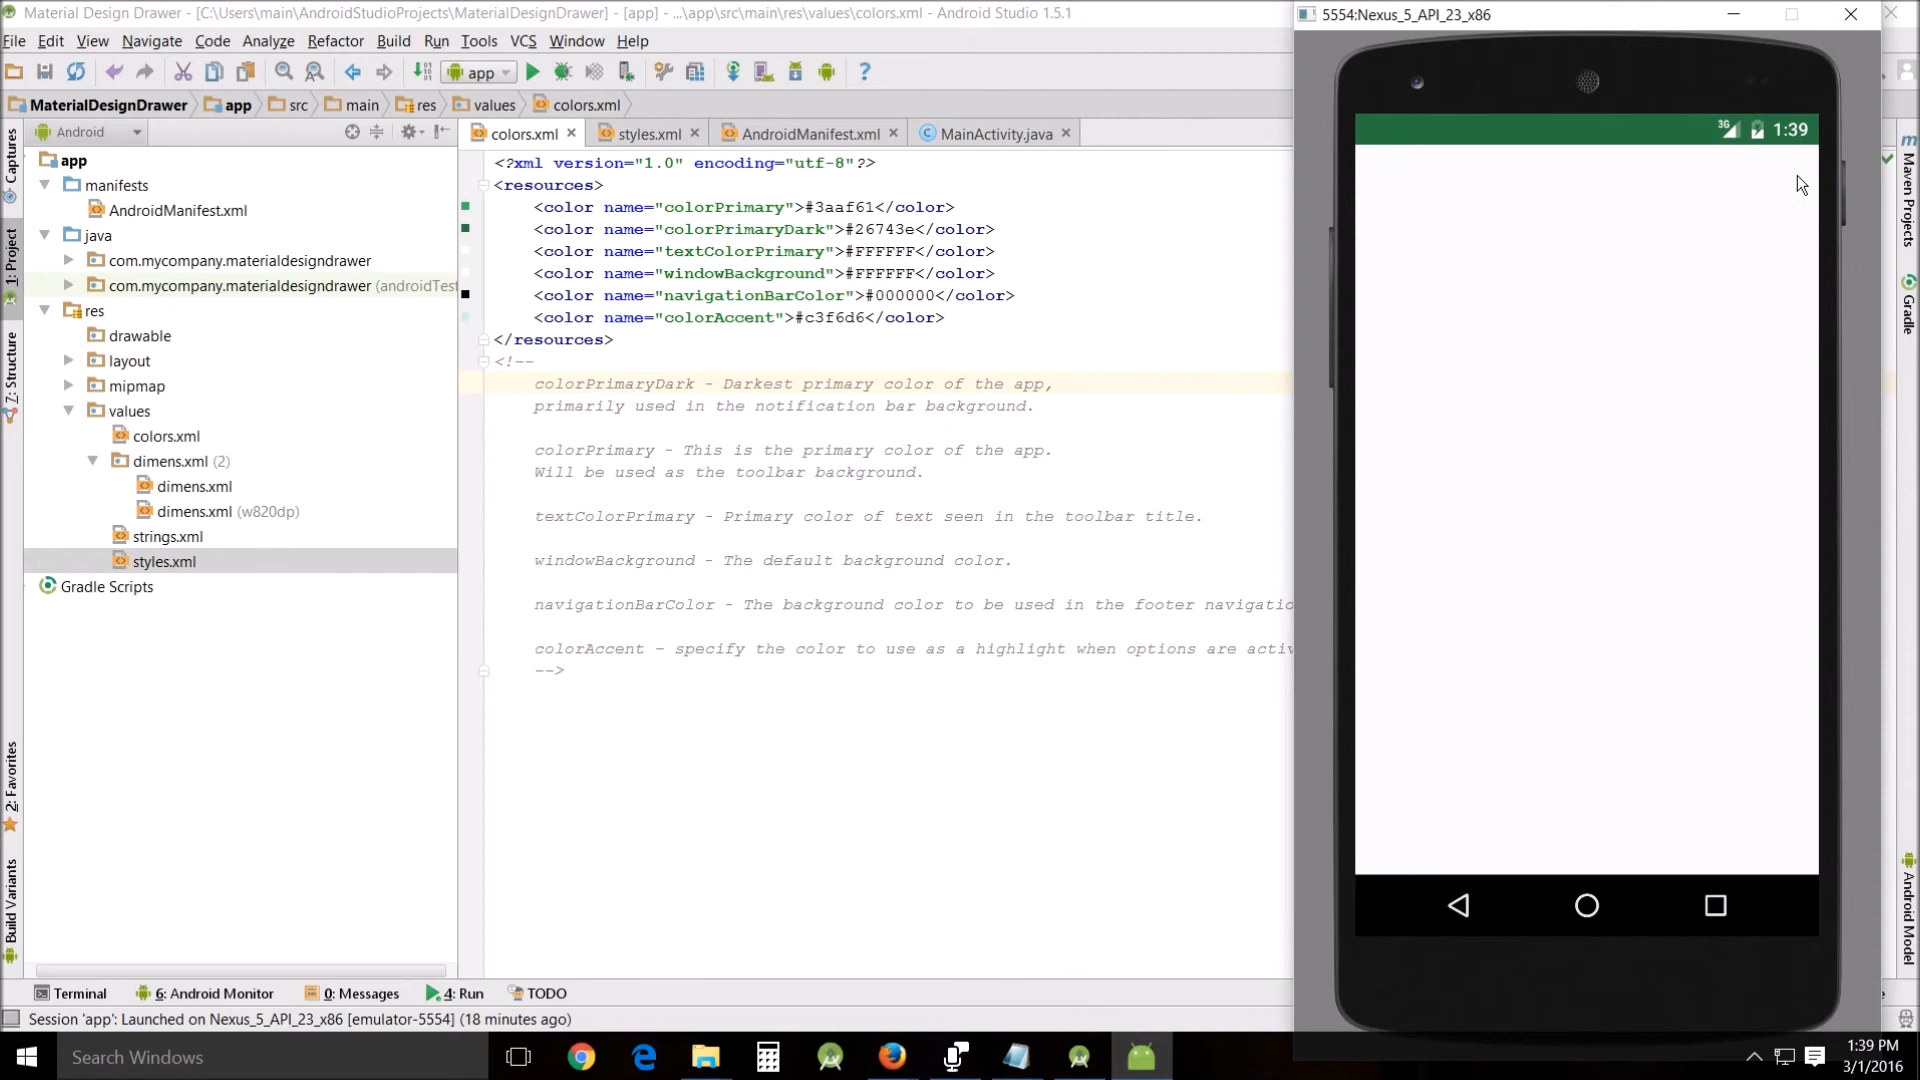 Material Design Drawer - [C:\Users\main\AndroidStudioProjects\MaterialDesignDrawer] - [app] - ...\app\src\main\res\values\colors.xml - Android Studio 1.5.1
5554:Nexus_5_API_23_x86
File Edit View Navigate Code Analyze Refactor Build Run Tools VCS Window Help
app
MaterialDesignDrawer app src main res values colors.xml
Android
colors.xml styles.xml AndroidManifest.xml MainActivity.java
3G 1:39
Captures
1: Project
Z: Structure
2: Favorites
Build Variants
app
manifests
AndroidManifest.xml
java
com.mycompany.materialdesigndrawer
com.mycompany.materialdesigndrawer (androidTest
res
drawable
layout
mipmap
values
colors.xml
dimens.xml (2)
dimens.xml
dimens.xml (w820dp)
strings.xml
styles.xml
Gradle Scripts
<?xml version="1.0" encoding="utf-8"?>
<resources>
<color name="colorPrimary">#3aaf61</color>
<color name="colorPrimaryDark">#26743e</color>
<color name="textColorPrimary">#FFFFFF</color>
<color name="windowBackground">#FFFFFF</color>
<color name="navigationBarColor">#000000</color>
<color name="colorAccent">#c3f6d6</color>
</resources>
<!--
colorPrimaryDark - Darkest primary color of the app,
primarily used in the notification bar background.
colorPrimary - This is the primary color of the app.
Will be used as the toolbar background.
textColorPrimary - Primary color of text seen in the toolbar title.
windowBackground - The default background color.
navigationBarColor - The background color to be used in the footer navigatio
colorAccent – specify the color to use as a highlight when options are activ
-->
Maven Projects
Gradle
Android Model
Terminal 6: Android Monitor 0: Messages 4: Run TODO
Session 'app': Launched on Nexus_5_API_23_x86 [emulator-5554] (18 minutes ago)
Search Windows
1:39 PM
3/1/2016